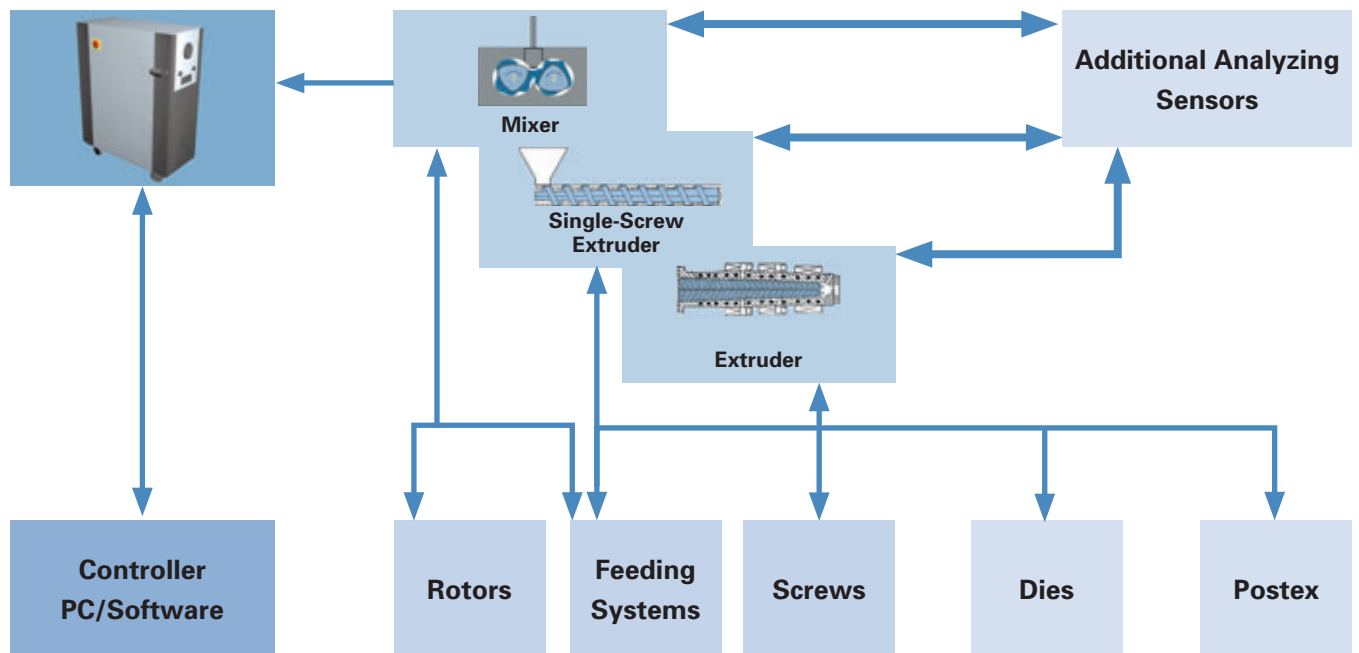 Mixer
Additional Analyzing
Sensors
Single-Screw
Extruder
Extruder
Controller
PC/Software
Rotors
Feeding
Systems
Screws
Dies
Postex